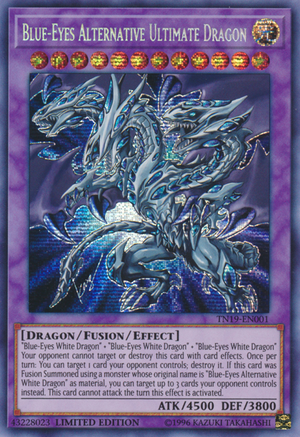 BLUE-EYES ALTERNATIVE ULTIMATE DRAGON
TN19-EN001
[DRAGON/FUSION/EFFECT]
"Blue-Eyes White Dragon" + "Blue-Eyes White Dragon" + "Blue-Eyes White Dragon"
Your opponent cannot target or destroy this card with card effects. Once per
turn: You can target 1 card your opponent controls; destroy it. If this card was
Fusion Summoned using a monster whose original name is "Blue-Eyes Alternative
White Dragon" as material, you can target up to 3 cards your opponent controls
instead. This card cannot attack the turn this effect is activated.
ATK/4500 DEF/3800
43228023 LIMITED EDITION ©1996 KAZUKI TAKAHASHI